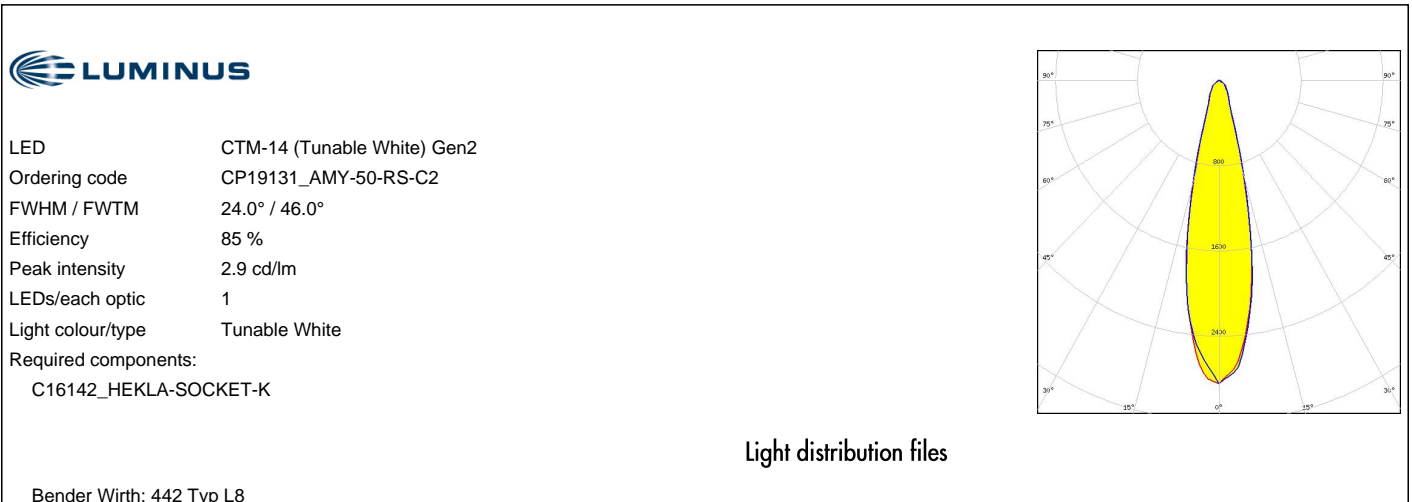 LUMINUS
LED CTM-14 (Tunable White) Gen2
Ordering code CP19131_AMY-50-RS-C2
FWHM / FWTM 24.0° / 46.0°
Efficiency 85 %
Peak intensity 2.9 cd/lm
LEDs/each optic 1
Light colour/type Tunable White
Required components:
C16142_HEKLA-SOCKET-K
Bender Wirth: 442 Typ L8
90° 90°
75° 75°
800
60° 60°
1600
45° 45°
2400
30° 30°
15° 0° 15°
Light distribution files